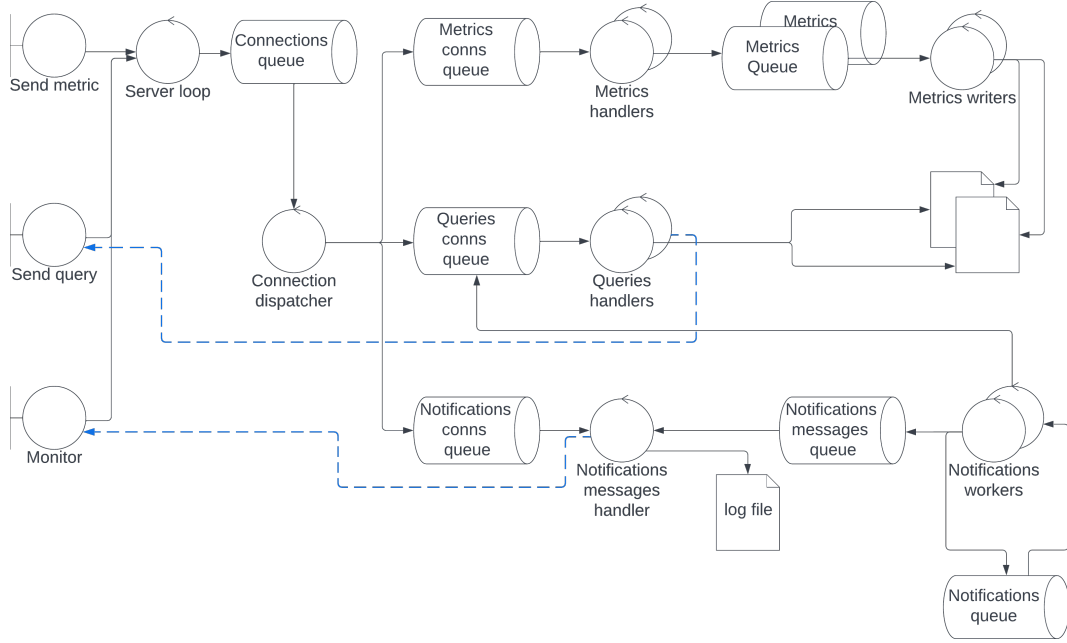 Send metric
Server loop
Connections
queue
Metrics
conns
queue
Metrics
handlers
Metrics
Metrics
Queue
Metrics writers
Send query
Connection
dispatcher
Queries
conns
queue
Queries
handlers
Monitor
Notifications
conns
queue
Notifications
messages
handler
log file
Notifications
messages
queue
Notifications
workers
Notifications
queue